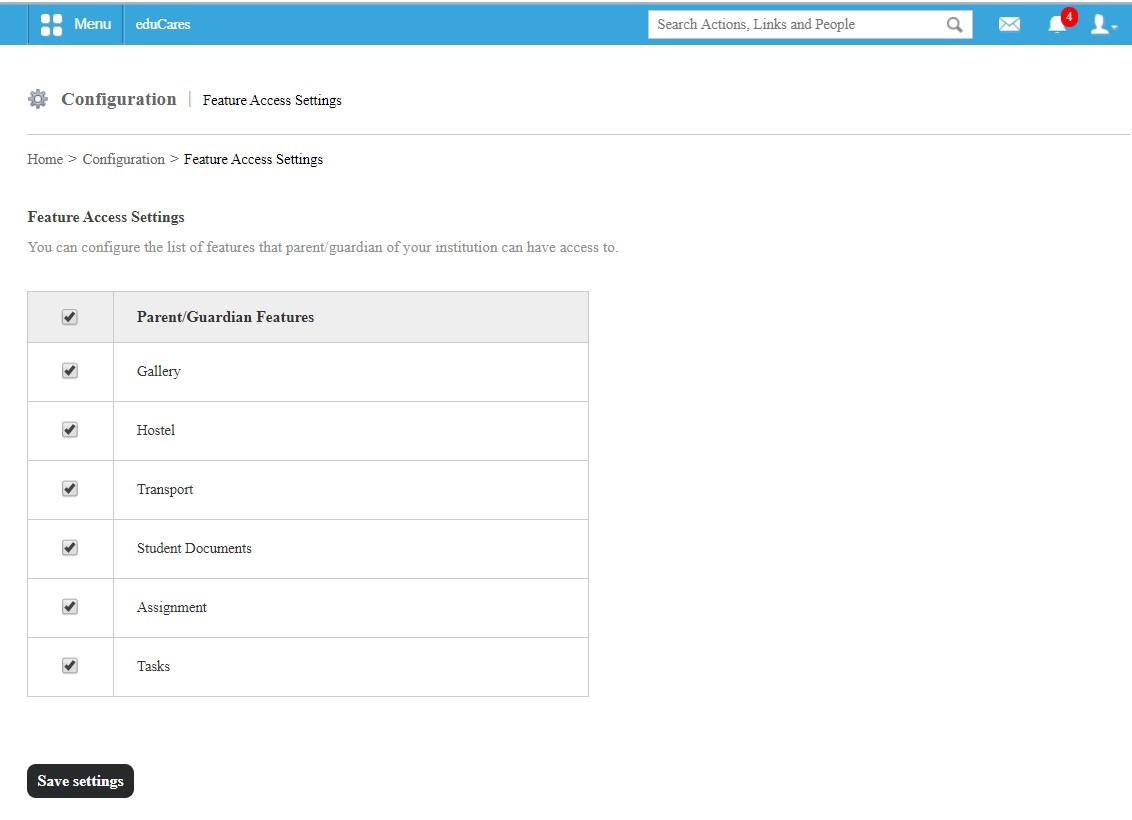 Menu
eduCares
Search Actions, Links and People
4
Configuration
Feature Access Settings
Home > Configuration > Feature Access Settings
Feature Access Settings
You can configure the list of features that parent/guardian of your institution can have access to.
Parent/Guardian Features
Gallery
Hostel
Transport
Student Documents
Assignment
Tasks
Save settings